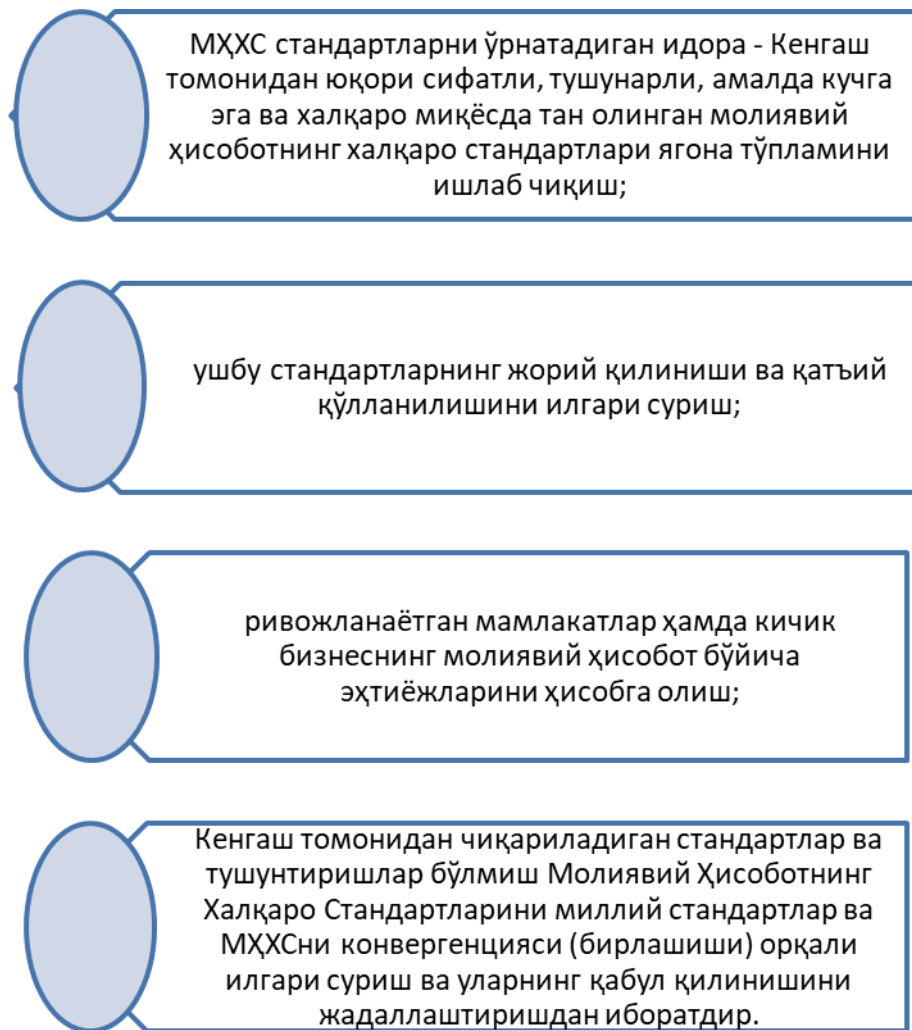 МҲХС стандартларни ўрнатадиган идора - Кенгаш
томонидан юқори сифатли, тушунарли, амалда кучга
эга ва халқаро миқёсда тан олинган молиявий
ҳисоботнинг халқаро стандартлари ягона тўпламини
ишлаб чиқиш;
ушбу стандартларнинг жорий қилиниши ва қатъий
қўлланилишини илгари суриш;
ривожланаётган мамлакатлар ҳамда кичик
бизнеснинг молиявий ҳисобот бўйича
эҳтиёжларини ҳисобга олиш;
Кенгаш томонидан чиқариладиган стандартлар ва
тушунтиришлар бўлмиш Молиявий Ҳисоботнинг
Халқаро Стандартларини миллий стандартлар ва
МҲХСни конвергенцияси (бирлашиши) орқали
илгари суриш ва уларнинг қабул қилинишини
жадаллаштиришдан иборатдир.